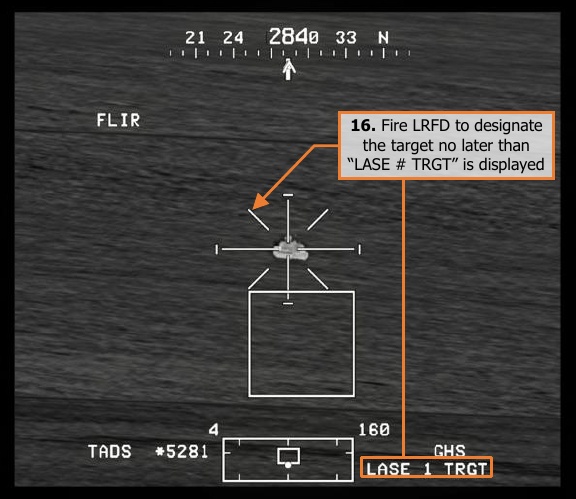 21 24 2840 33 N
FLIR
16. Fire LRFD to designate
the target no later than
“LASE # TRGT” is displayed
4 160
TADS *5281 GHS
LASE 1 TRGT